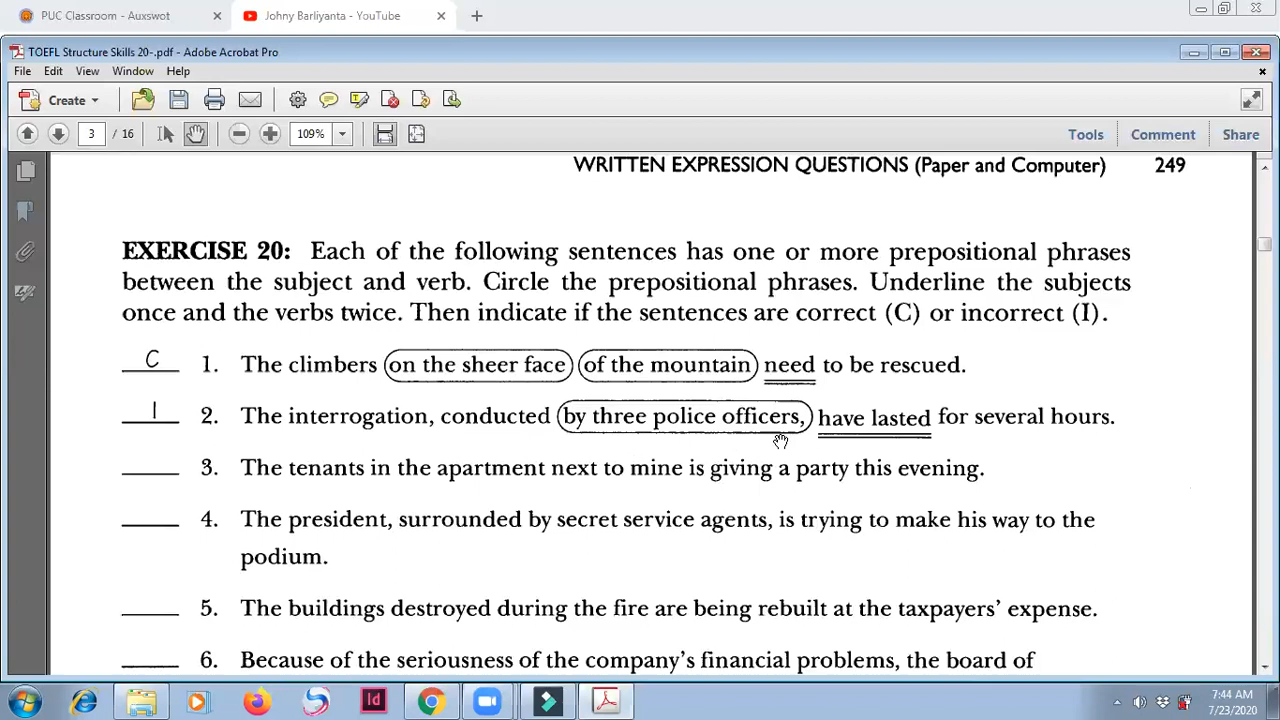 PUC Classroom - Auxswot
Johny Barliyanta - YouTube
TOEFL Structure Skills 20-.pdf - Adobe Acrobat Pro
File Edit View Window Help
Create
3 / 16
109%
Tools Comment Share
WRITTEN EXPRESSION QUESTIONS (Paper and Computer) 249
EXERCISE 20: Each of the following sentences has one or more prepositional phrases
between the subject and verb. Circle the prepositional phrases. Underline the subjects
once and the verbs twice. Then indicate if the sentences are correct (C) or incorrect (I).
C 1. The climbers on the sheer face of the mountain need to be rescued.
I 2. The interrogation, conducted by three police officers, have lasted for several hours.
3. The tenants in the apartment next to mine is giving a party this evening.
4. The president, surrounded by secret service agents, is trying to make his way to the
podium.
5. The buildings destroyed during the fire are being rebuilt at the taxpayers' expense.
6. Because of the seriousness of the company's financial problems, the board of
Id
7:44 AM
7/23/2020